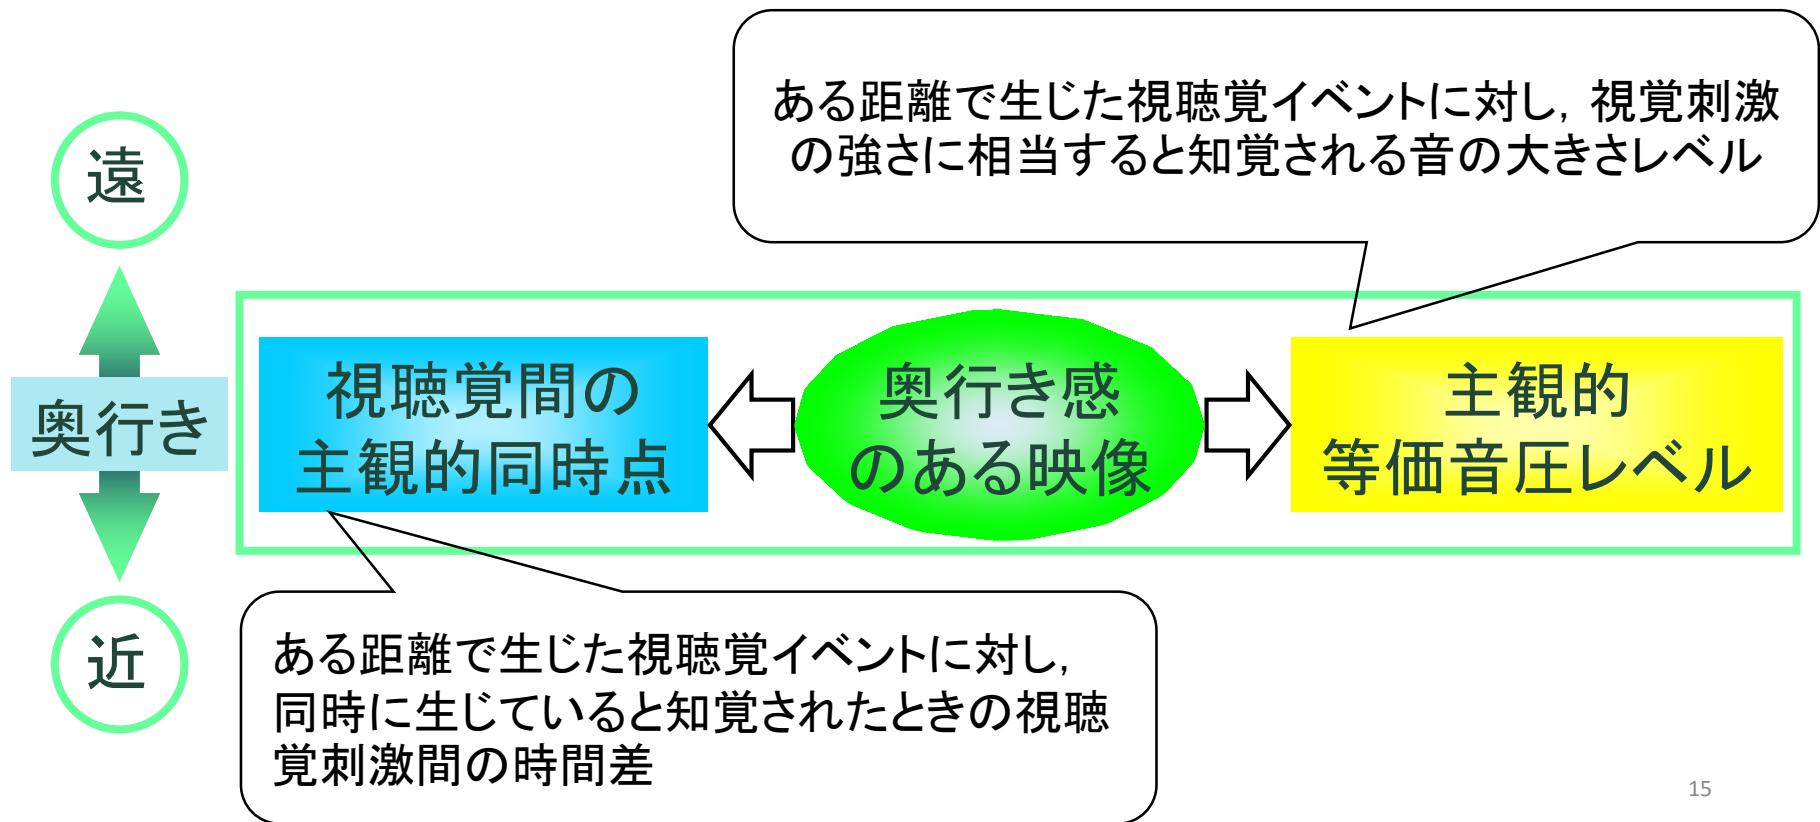 ある距離で生じた視聴覚イベントに対し，視覚刺激
の強さに相当すると知覚される音の大きさレベル
遠
奥行き
近
視聴覚間の
主観的同時点
奥行き感
のある映像
主観的
等価音圧レベル
ある距離で生じた視聴覚イベントに対し，
同時に生じていると知覚されたときの視聴
覚刺激間の時間差
15